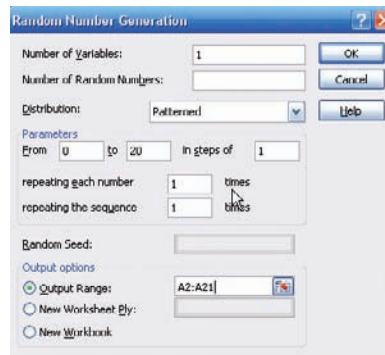 Random Number Generation
Number of Variables: 1 OK
Number of Random Numbers: Cancel
Distribution: Patterned Help
Parameters
From 0 to 20 in steps of 1
repeating each number 1 times
repeating the sequence 1 times
Random Seed:
Output options
Output Range: A2:A21
New Worksheet Ply:
New Workbook